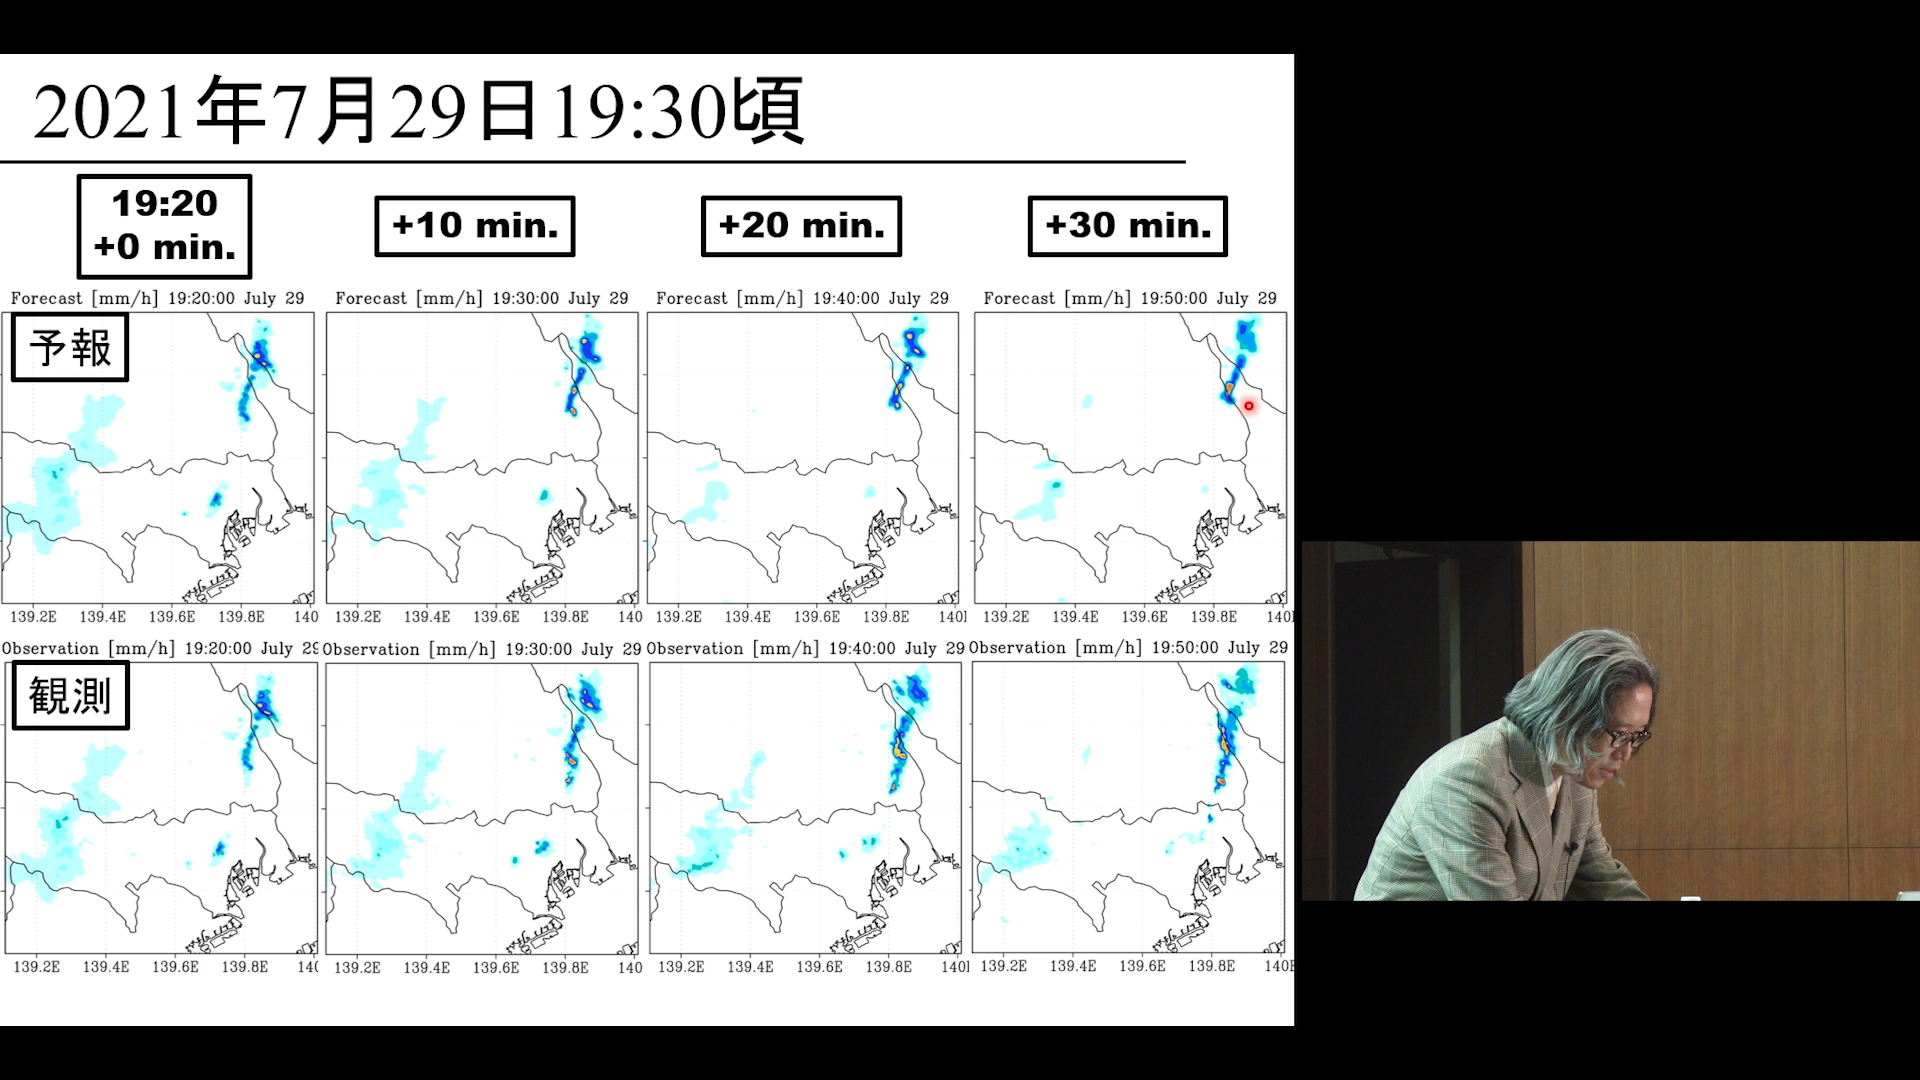 2021年7月29日19:30頃
19:20
+0 min.
+10 min.
+20 min.
+30 min.
Forecast [mm/h] 19:20:00 July 29
Forecast [mm/h] 19:30:00 July 29
Forecast [mm/h] 19:40:00 July 29
Forecast [mm/h] 19:50:00 July 29
予報
139.2E 139.4E 139.6E 139.8E 140
139.2E 139.4E 139.6E 139.8E 140
139.2E 139.4E 139.6E 139.8E 140
139.2E 139.4E 139.6E 139.8E 140
Observation [mm/h] 19:20:00 July 29
Observation [mm/h] 19:30:00 July 29
Observation [mm/h] 19:40:00 July 29
Observation [mm/h] 19:50:00 July 29
観測
139.2E 139.4E 139.6E 139.8E 140
139.2E 139.4E 139.6E 139.8E 140
139.2E 139.4E 139.6E 139.8E 140
139.2E 139.4E 139.6E 139.8E 140E